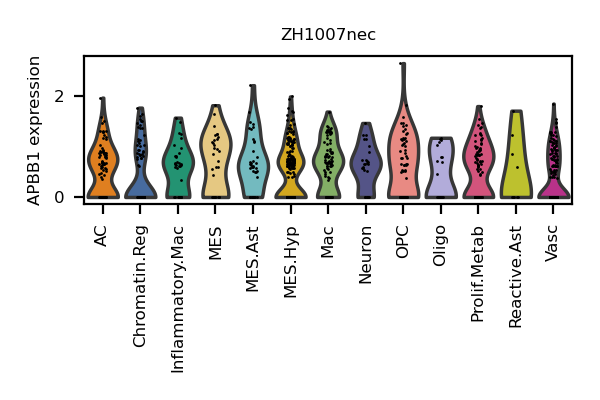 ZH1007nec
APBB1 expression
2
0
AC
Chromatin.Reg
Inflammatory.Mac
MES
MES.Ast
MES.Hyp
Mac
Neuron
OPC
Oligo
Prolif.Metab
Reactive.Ast
Vasc